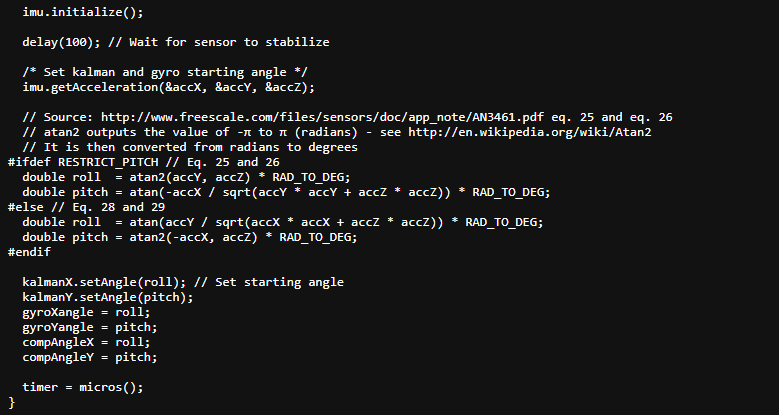 imu.initialize();
delay(100); // Wait for sensor to stabilize
/* Set kalman and gyro starting angle */
imu.getAcceleration(&accX, &accY, &accZ);
// Source: http://www.freescale.com/files/sensors/doc/app_note/AN3461.pdf eq. 25 and eq. 26
// atan2 outputs the value of -π to π (radians) - see http://en.wikipedia.org/wiki/Atan2
// It is then converted from radians to degrees
#ifdef RESTRICT_PITCH // Eq. 25 and 26
double roll  = atan2(accY, accZ) * RAD_TO_DEG;
double pitch = atan(-accX / sqrt(accY * accY + accZ * accZ)) * RAD_TO_DEG;
#else // Eq. 28 and 29
double roll  = atan(accY / sqrt(accX * accX + accZ * accZ)) * RAD_TO_DEG;
double pitch = atan2(-accX, accZ) * RAD_TO_DEG;
#endif
kalmanX.setAngle(roll); // Set starting angle
kalmanY.setAngle(pitch);
gyroXangle = roll;
gyroYangle = pitch;
compAngleX = roll;
compAngleY = pitch;
timer = micros();
}